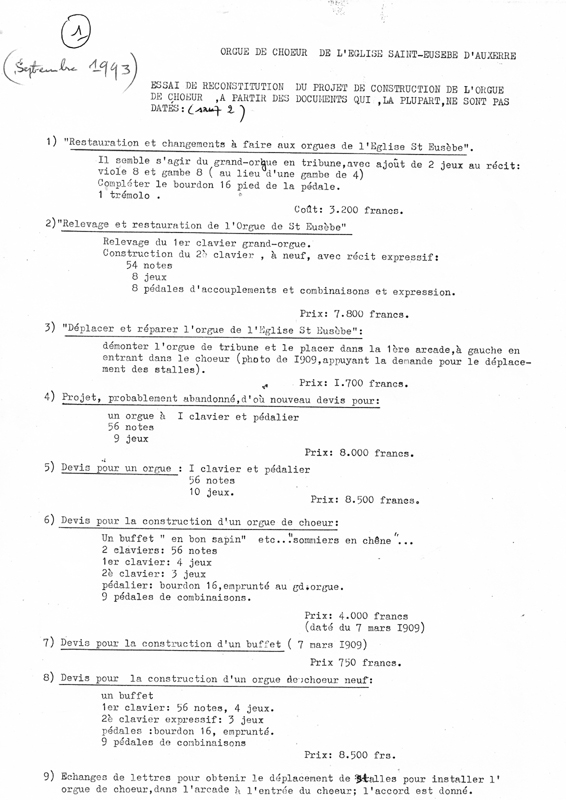 1
(Septembre 1993)
ORGUE DE CHOEUR DE L'EGLISE SAINT-EUSEBE D'AUXERRE
ESSAI DE RECONSTITUTION DU PROJET DE CONSTRUCTION DE L'ORGUE
DE CHOEUR ,A PARTIR DES DOCUMENTS QUI ,LA PLUPART,NE SONT PAS
DATÉS:(sauf 2)
1) "Restauration et changements à faire aux orgues de l'Eglise St Eusèbe".
Il semble s'agir du grand-orgue en tribune,avec ajout de 2 jeux au récit:
viole 8 et gambe 8 ( au lieu d'une gambe de 4)
Compléter le bourdon 16 pied de la pédale.
1 trémolo .
Coût: 3.200 francs.
2)"Relevage et restauration de l'Orgue de St Eusèbe"
Relevage du 1er clavier grand-orgue.
Construction du 2è clavier , à neuf, avec récit expressif:
54 notes
8 jeux
8 pédales d'accouplements et combinaisons et expression.
Prix: 7.800 francs.
3) "Déplacer et réparer l'orgue de l'Eglise St Eusèbe":
démonter l'orgue de tribune et le placer dans la 1ère arcade,à gauche en
entrant dans le choeur (photo de I909,appuyant la demande pour le déplace-
ment des stalles).
Prix: I.700 francs.
4) Projet, probablement abandonné,d'où nouveau devis pour:
un orgue à I clavier et pédalier
56 notes
9 jeux
Prix: 8.000 francs.
5) Devis pour un orgue : I clavier et pédalier
56 notes
10 jeux.
Prix: 8.500 francs.
6) Devis pour la construction d'un orgue de choeur:
Un buffet " en bon sapin" etc..."sommiers en chêne"...
2 claviers: 56 notes
1er clavier: 4 jeux
2è clavier: 3 jeux
pédalier: bourdon 16,emprunté au gd.orgue.
9 pédales de combinaisons.
Prix: 4.000 francs
(daté du 7 mars I909)
7) Devis pour la construction d'un buffet ( 7 mars I909)
Prix 750 francs.
8) Devis pour la construction d'un orgue de choeur neuf:
un buffet
1er clavier: 56 notes, 4 jeux.
2è clavier expressif: 3 jeux
pédales :bourdon 16, emprunté.
9 pédales de combinaisons
Prix: 8.500 frs.
9) Echanges de lettres pour obtenir le déplacement de stalles pour installer l'
orgue de choeur,dans l'arcade à l'entrée du choeur; l'accord est donné.